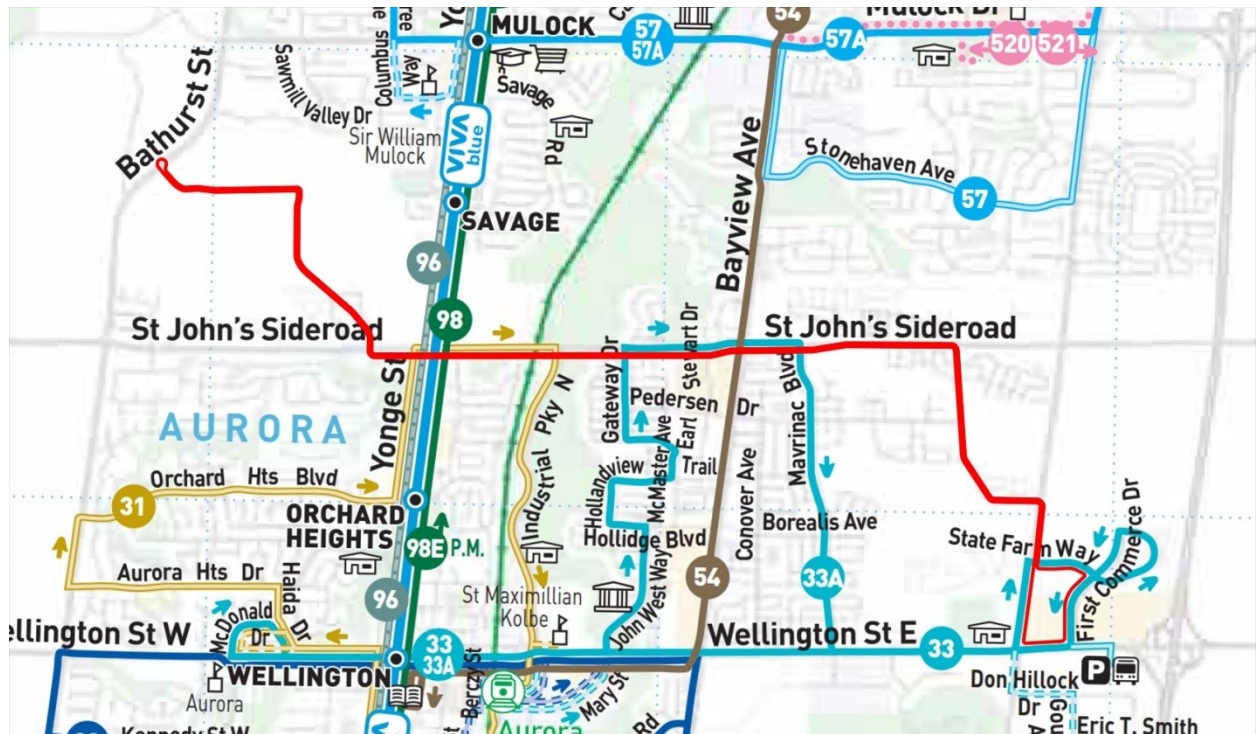 MULOCK
54
Mulock Dr
57
57A
57A
520
521
Bathurst St
Columbus
Way
Sawmill Valley Dr
Savage
Rd
Sir William
Mulock
VIVA
blue
Stonehaven Ave
57
Bayview Ave
SAVAGE
96
98
St John's Sideroad
St John's Sideroad
Gateway Dr
Earl Stewart Dr
Mavrinac Blvd
Pedersen Dr
AURORA
Yonge St
Industrial Pky N
McMaster Ave
Hollandview Trail
Conover Ave
Orchard Hts Blvd
31
ORCHARD
HEIGHTS
Borealis Ave
Hollidge Blvd
State Farm Way
First Commerce Dr
98E P.M.
Aurora Hts Dr
Haida Dr
96
54
33A
St Maximillian
Kolbe
John West Way
McDonald
Dr
ellington St W
Wellington St E
33
33A
33
WELLINGTON
Berczy St
Mary St
Don Hillock
Dr
P
Aurora
Aurora
Rd
Eric T. Smith
Kennedy St W